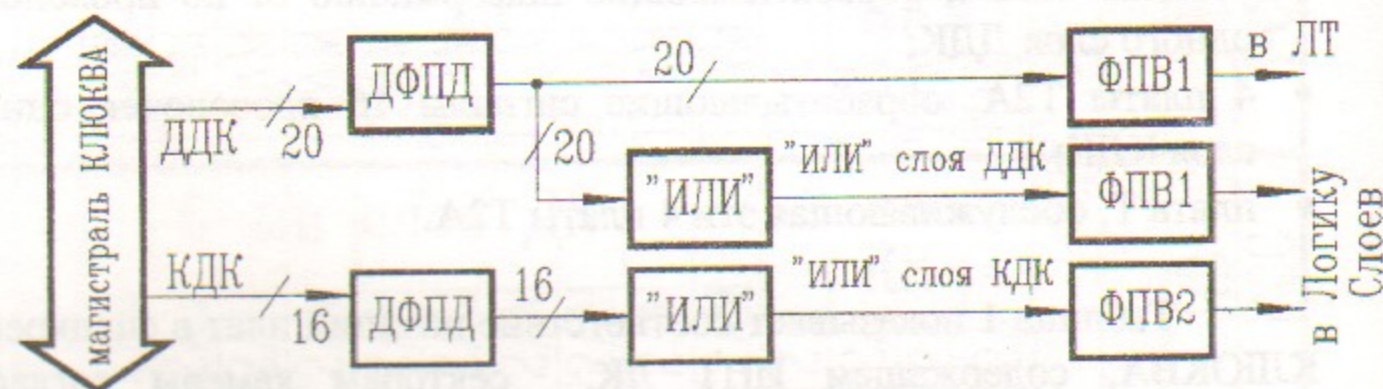 магистраль КЛЮКВА
ДДК
20
ДФПД
20
20
ФПВ1
в ЛТ
"ИЛИ"
"ИЛИ" слоя ДДК
ФПВ1
КДК
16
ДФПД
16
"ИЛИ"
"ИЛИ" слоя КДК
ФПВ2
в Логику
Слоев